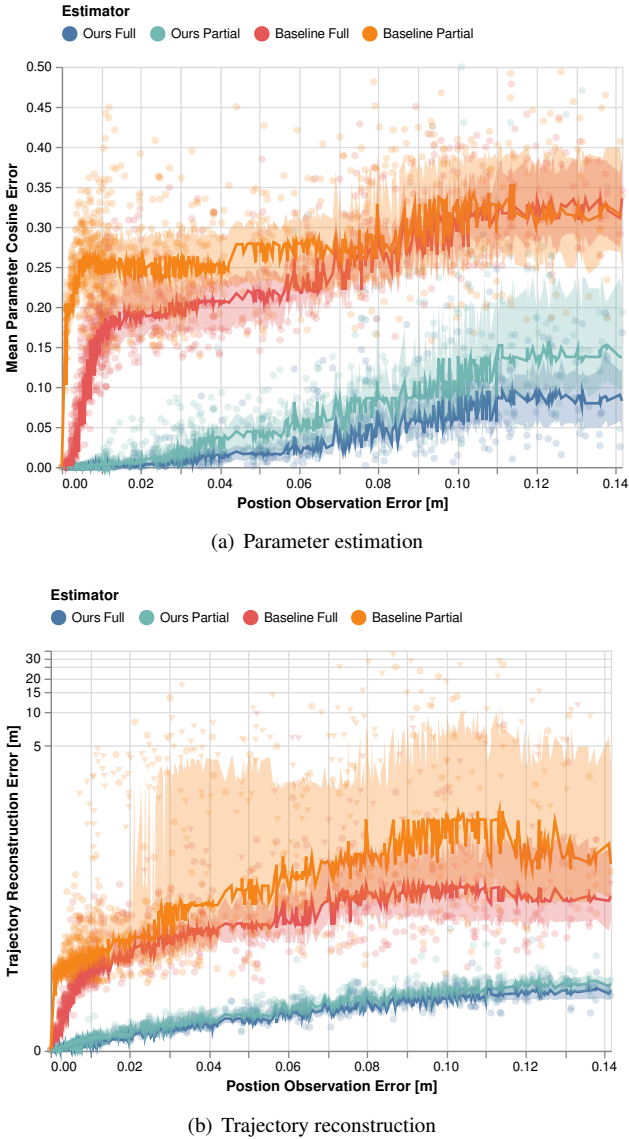 Estimator
Ours Full Ours Partial Baseline Full Baseline Partial
0.50
0.45
0.40
0.35
0.30
0.25
0.20
0.15
0.10
0.05
0.00
Mean Parameter Cosine Error
0.00 0.02 0.04 0.06 0.08 0.10 0.12 0.14
Postion Observation Error [m]
(a) Parameter estimation
Estimator
Ours Full Ours Partial Baseline Full Baseline Partial
30
20
15
10
5
0
Trajectory Reconstruction Error [m]
0.00 0.02 0.04 0.06 0.08 0.10 0.12 0.14
Postion Observation Error [m]
(b) Trajectory reconstruction